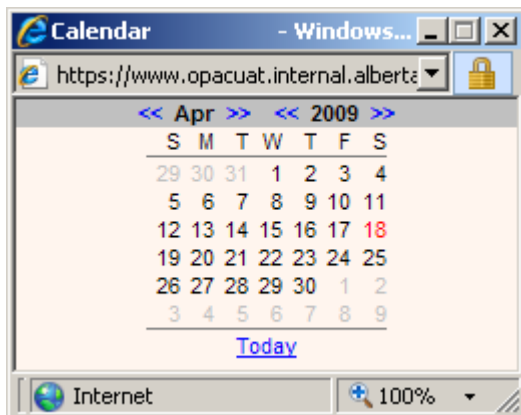 Calendar - Windows...
https://www.opacuat.internal.alberta
<< Apr >> << 2009 >>
S M T W T F S
29 30 31 1 2 3 4
5 6 7 8 9 10 11
12 13 14 15 16 17 18
19 20 21 22 23 24 25
26 27 28 29 30 1 2
3 4 5 6 7 8 9
Today
Internet 100%